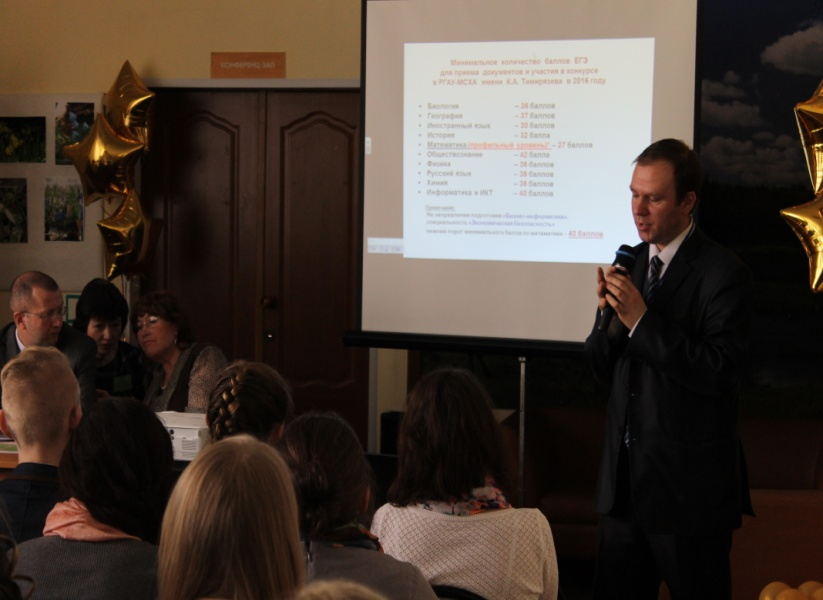 КОНФЕРЕНЦ-ЗАЛ
Минимальное количество баллов ЕГЭ
для приема документов и участия в конкурсе
в РГАУ-МСХА имени К.А. Тимирязева в 2016 году
• Биология – 36 баллов
• География – 37 баллов
• Иностранный язык – 30 баллов
• История – 32 балла
• Математика (профильный уровень)* – 27 баллов
• Обществознание – 42 балла
• Физика – 36 баллов
• Русский язык – 38 баллов
• Химия – 36 баллов
• Информатика и ИКТ – 40 баллов
Примечание:
На направление подготовки «Бизнес-информатика»,
специальность «Экономическая безопасность»
нижний порог минимального балла по математике – 40 баллов